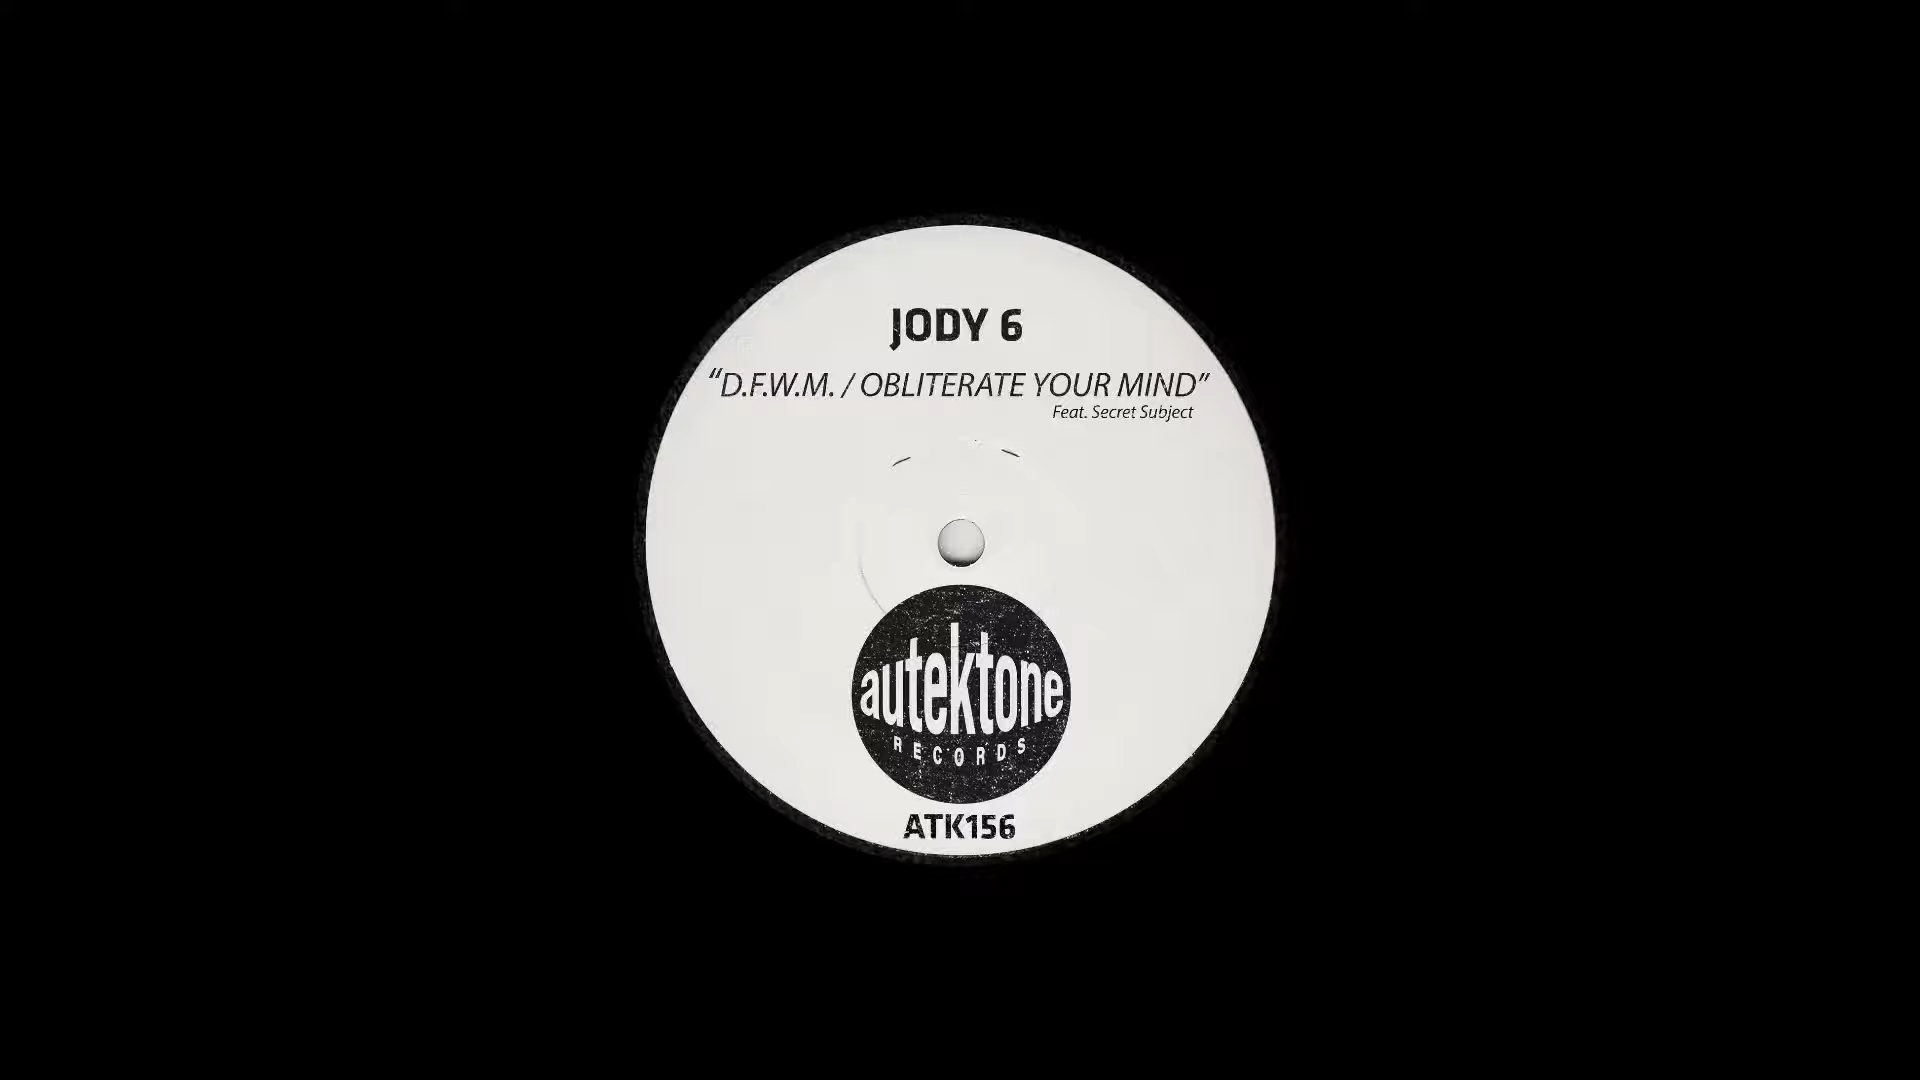 JODY 6
"D.F.W.M. / OBLITERATE YOUR MIND"
Feat. Secret Subject
autektone
RECORDS
ATK156